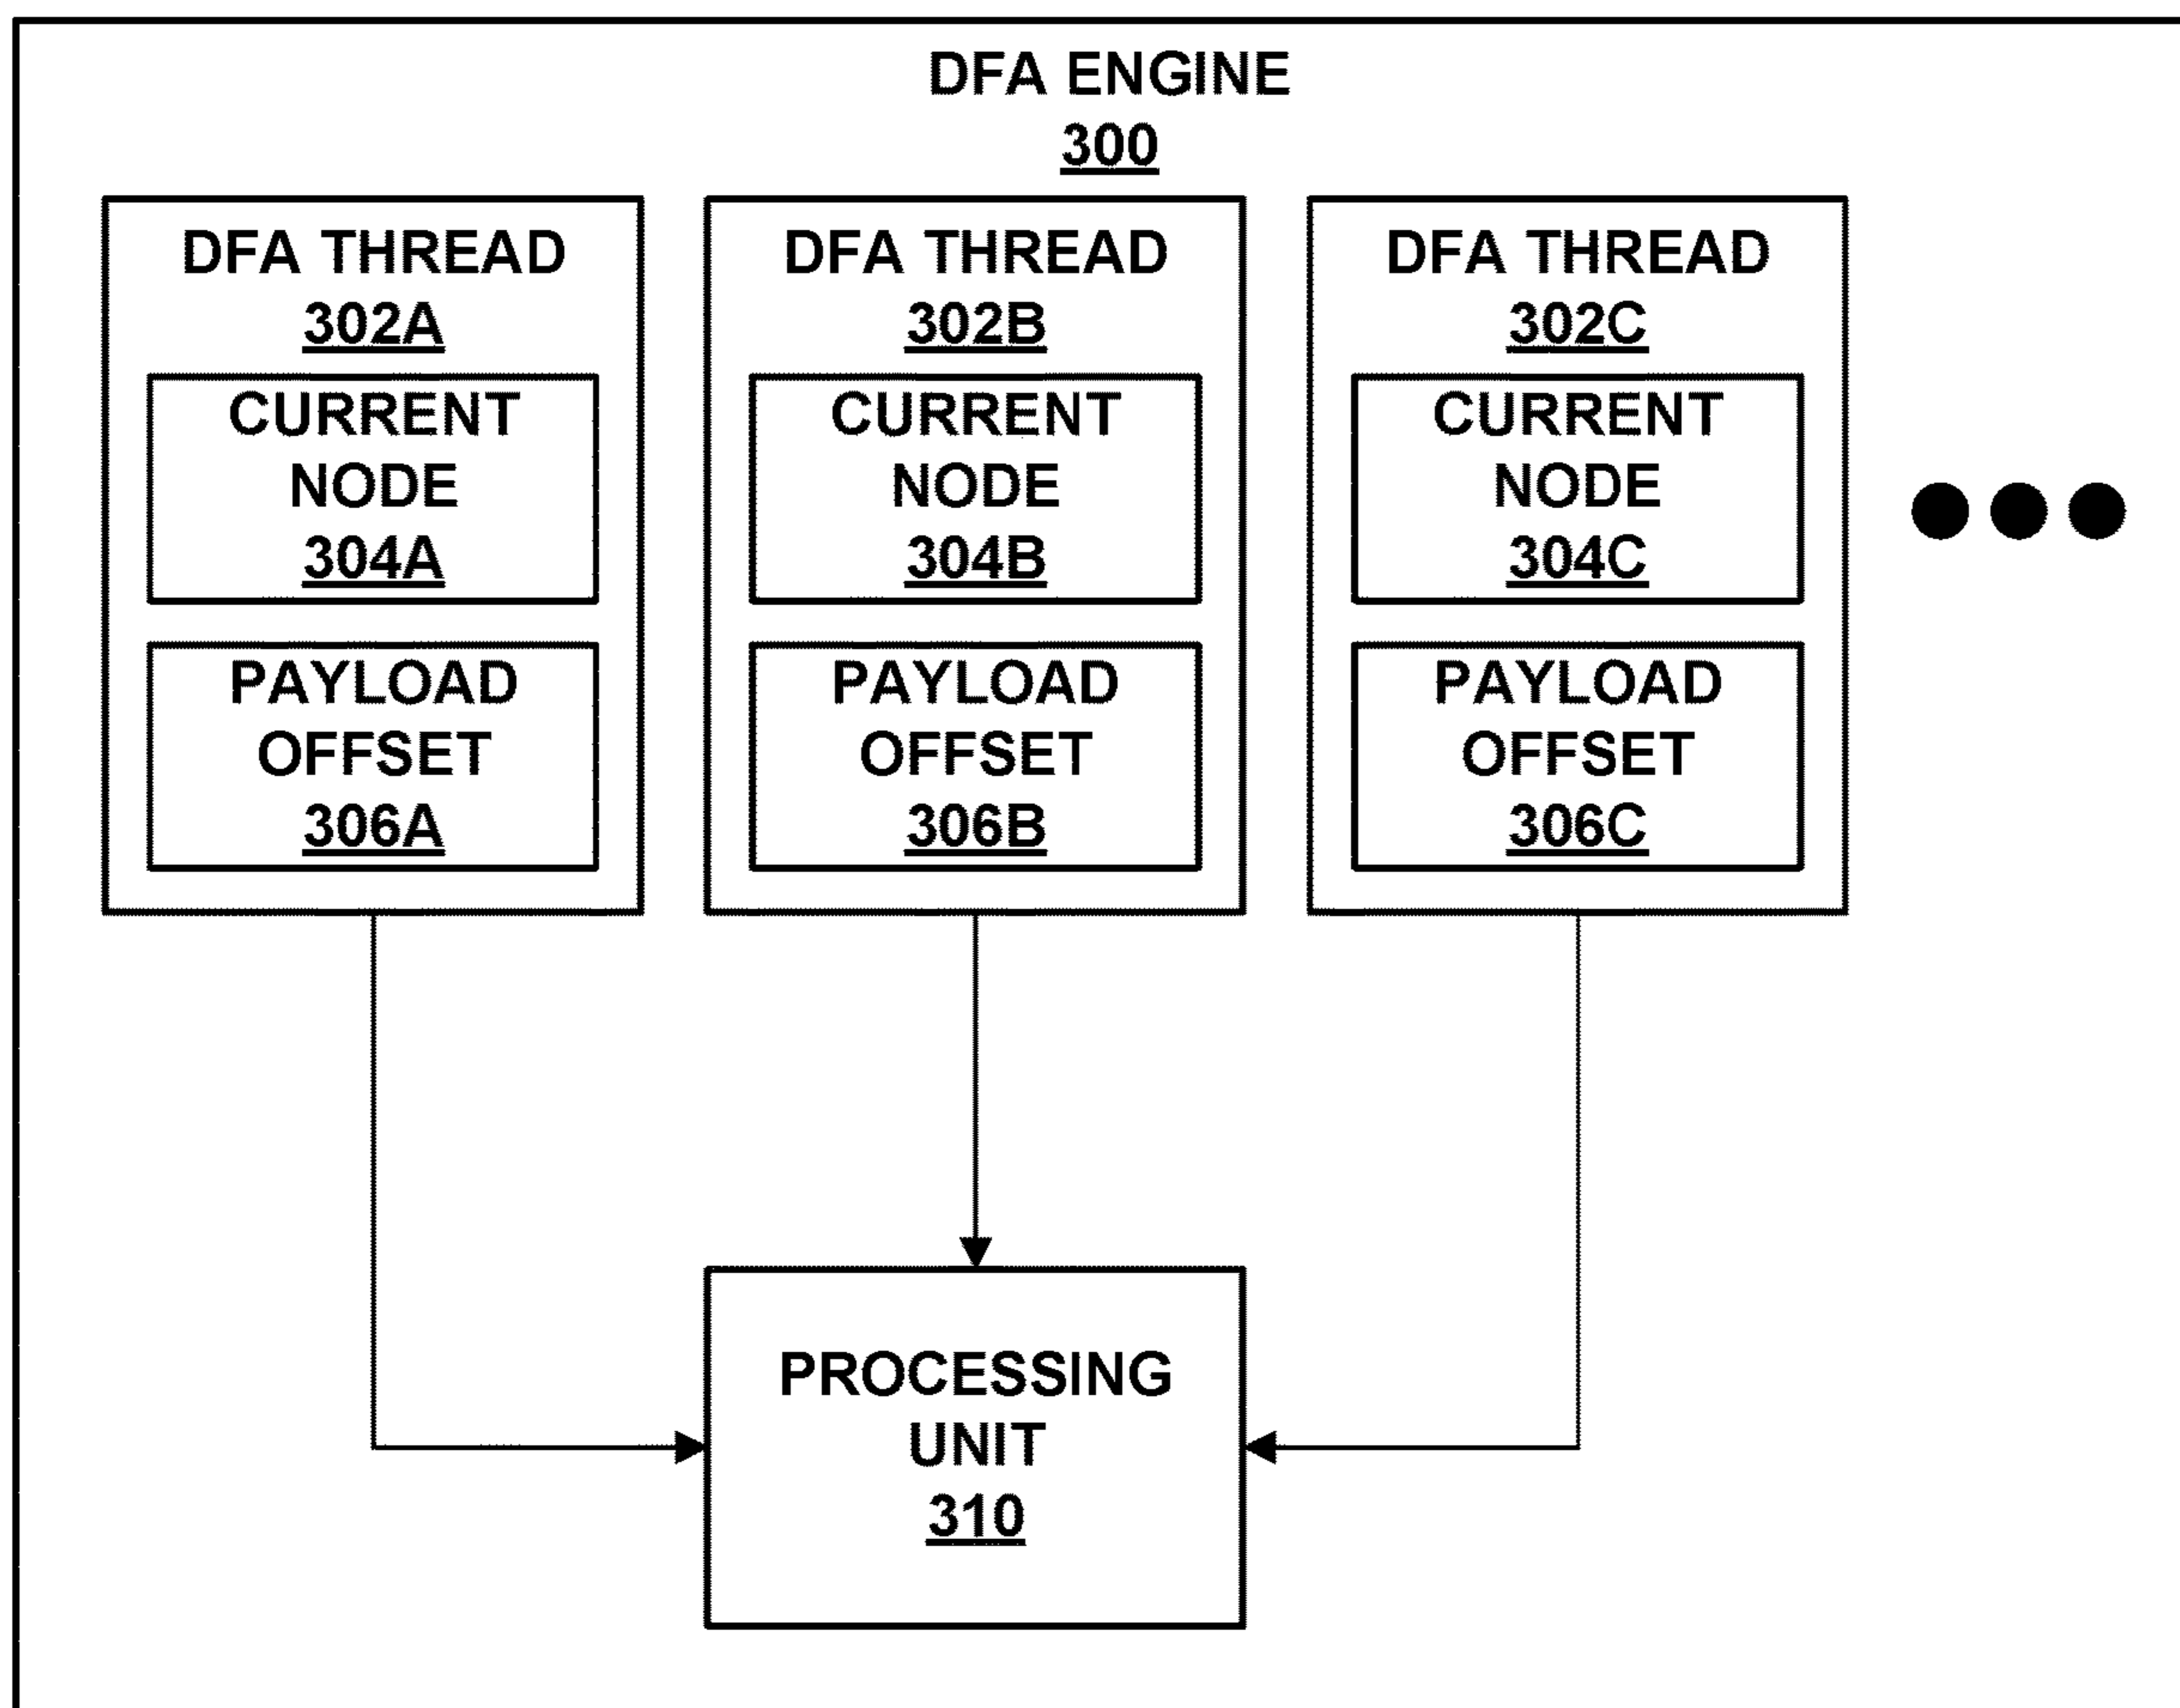 DFA ENGINE
300
DFA THREAD
302A
CURRENT
NODE
304A
PAYLOAD
OFFSET
306A
DFA THREAD
302B
CURRENT
NODE
304B
PAYLOAD
OFFSET
306B
DFA THREAD
302C
CURRENT
NODE
304C
PAYLOAD
OFFSET
306C
PROCESSING
UNIT
310